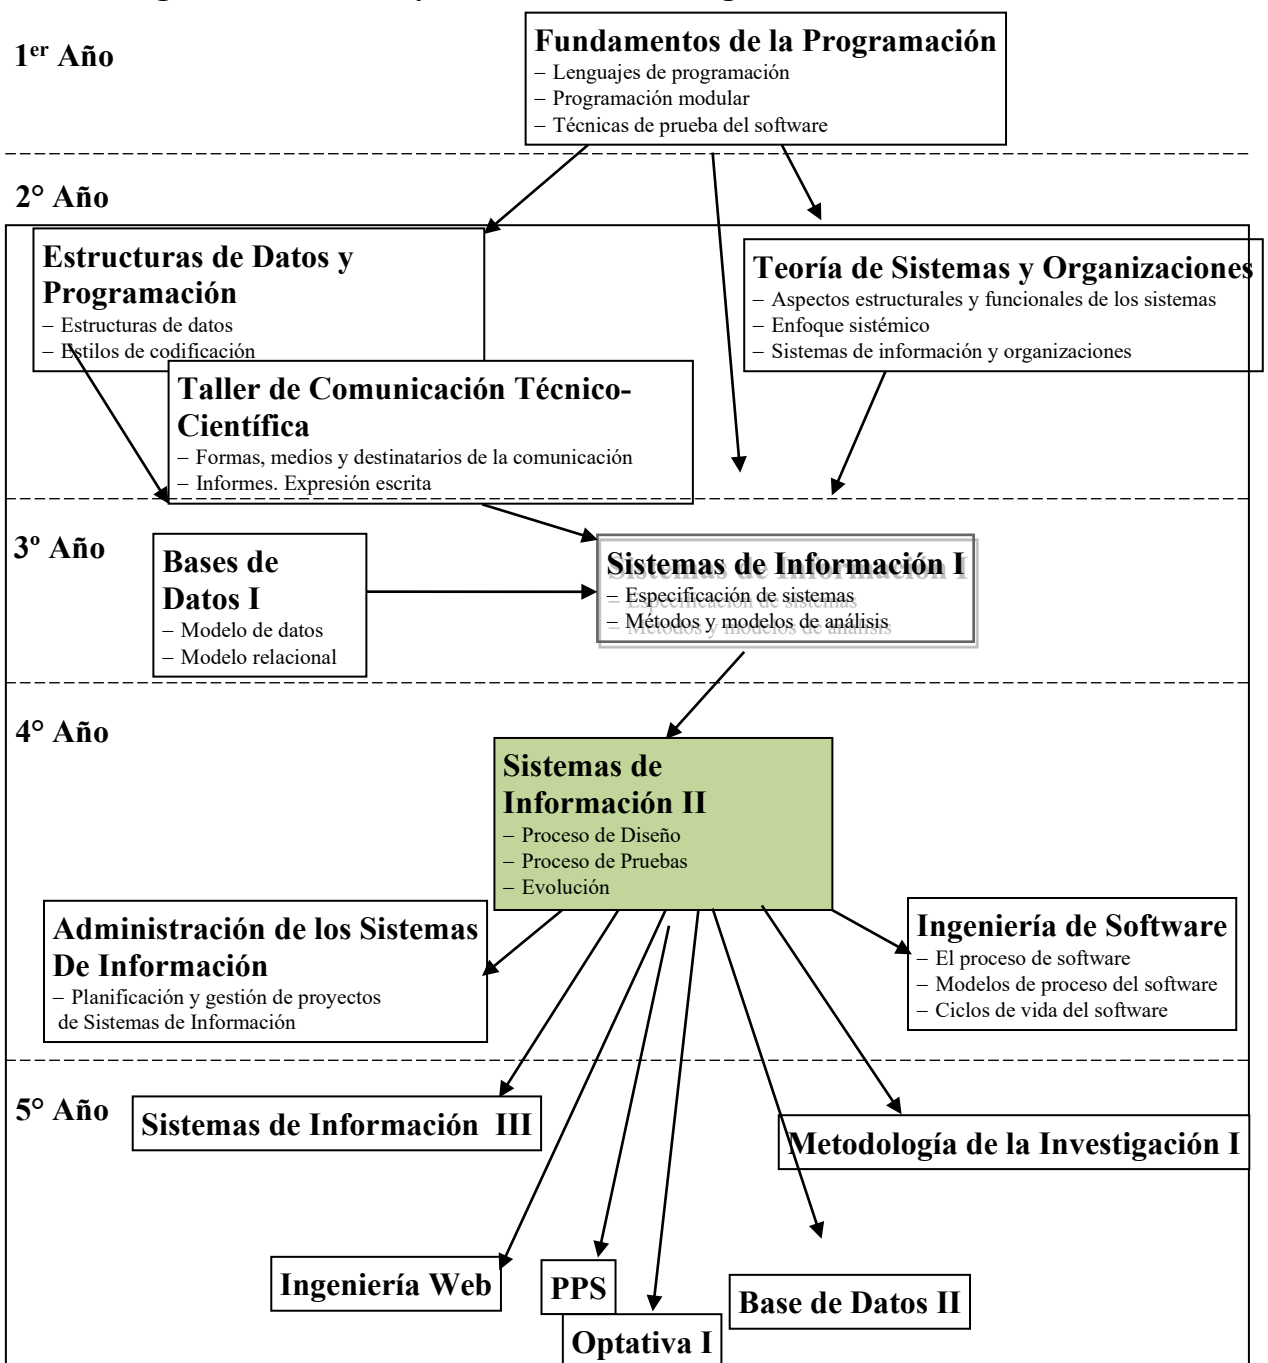 1er Año
Fundamentos de la Programación
– Lenguajes de programación
– Programación modular
– Técnicas de prueba del software
2° Año
Estructuras de Datos y
Programación
– Estructuras de datos
– Estilos de codificación
Teoría de Sistemas y Organizaciones
– Aspectos estructurales y funcionales de los sistemas
– Enfoque sistémico
– Sistemas de información y organizaciones
Taller de Comunicación Técnico-
Científica
– Formas, medios y destinatarios de la comunicación
– Informes. Expresión escrita
3º Año
Bases de
Datos I
– Modelo de datos
– Modelo relacional
Sistemas de Información I
– Especificación de sistemas
– Métodos y modelos de análisis
4° Año
Sistemas de
Información II
– Proceso de Diseño
– Proceso de Pruebas
– Evolución
Administración de los Sistemas
De Información
– Planificación y gestión de proyectos
de Sistemas de Información
Ingeniería de Software
– El proceso de software
– Modelos de proceso del software
– Ciclos de vida del software
5° Año
Sistemas de Información III
Metodología de la Investigación I
Ingeniería Web
PPS
Base de Datos II
Optativa I